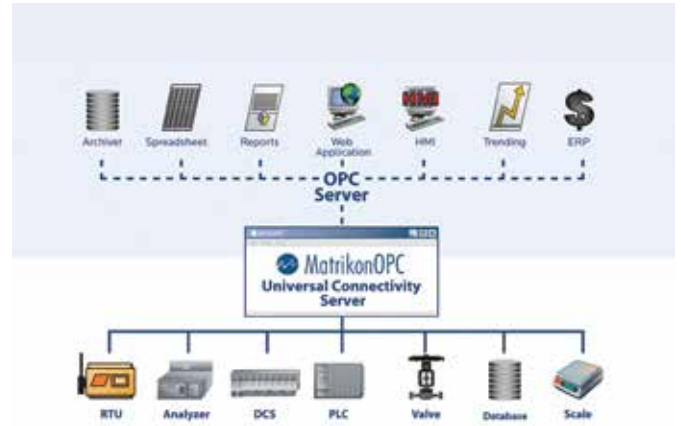 Archiver
Spreadsheet
Reports
Web
Application
HMI
HMI
Trending
ERP
OPC
Server
MatrikonOPC
Universal Connectivity
Server
RTU
Analyzer
DCS
PLC
Valve
Database
Scale